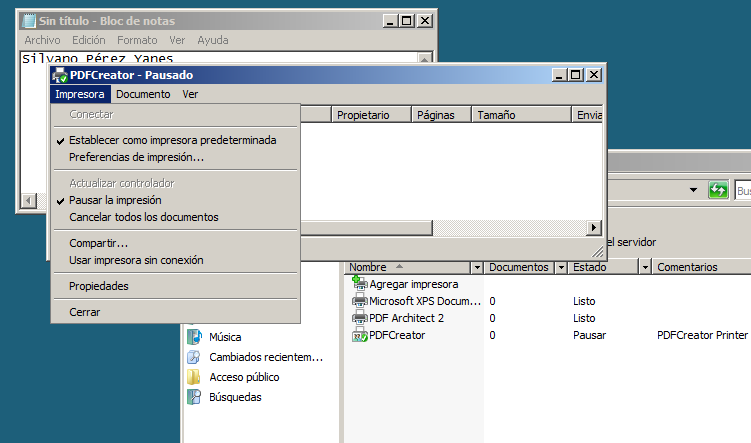 Sin título - Bloc de notas
Archivo Edición Formato Ver Ayuda
Silvano Pérez Yanes
PDFCreator - Pausado
Impresora Documento Ver
Propietario Páginas Tamaño Envia
Conectar
Establecer como impresora predeterminada
Preferencias de impresión...
Actualizar controlador
Pausar la impresión
Cancelar todos los documentos
Compartir...
Usar impresora sin conexión
Propiedades
Cerrar
Bus
el servidor
Nombre Documentos Estado Comentarios
Agregar impresora
Microsoft XPS Docum... 0 Listo
PDF Architect 2 0 Listo
PDFCreator 0 Pausar PDFCreator Printer
Música
Cambiados recientem...
Acceso público
Búsquedas